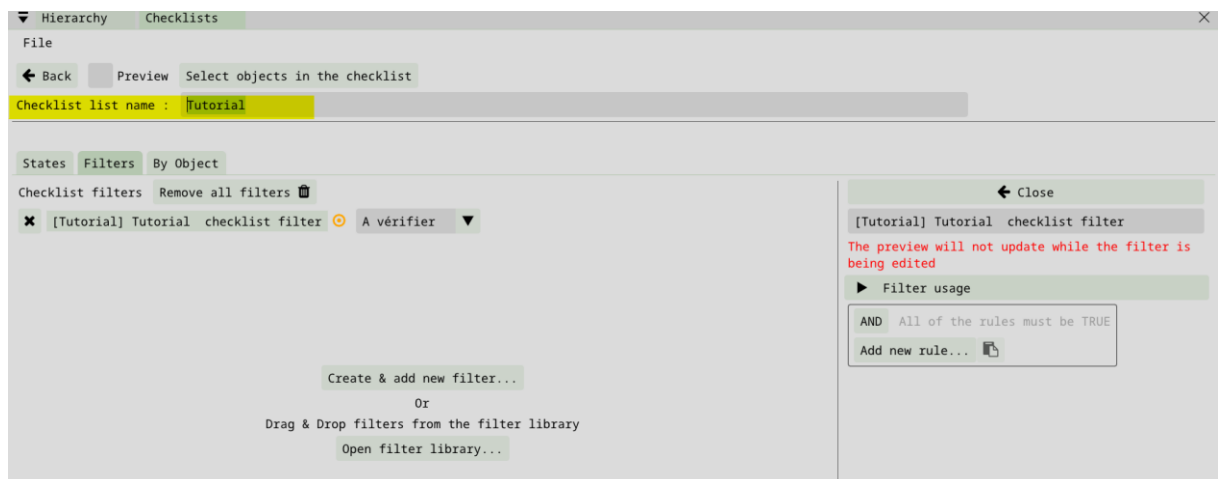 Hierarchy Checklists
File
Back Preview Select objects in the checklist
Checklist list name : Tutorial
States Filters By Object
Checklist filters Remove all filters
[Tutorial] Tutorial checklist filter A vérifier
Create & add new filter...
Or
Drag & Drop filters from the filter library
Open filter library...
Close
[Tutorial] Tutorial checklist filter
The preview will not update while the filter is
being edited
Filter usage
AND All of the rules must be TRUE
Add new rule...